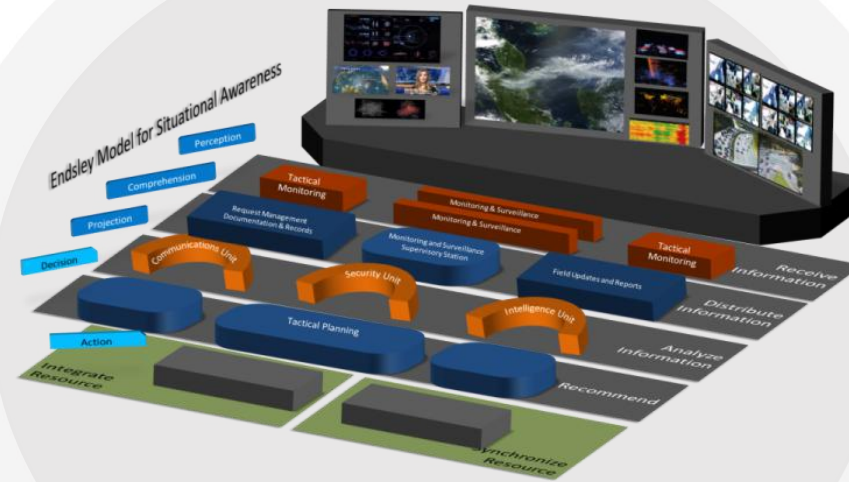 Endsley Model for Situational Awareness
Perception
Comprehension
Projection
Decision
Action
Tactical
Monitoring
Monitoring & Surveillance
Monitoring & Surveillance
Tactical
Monitoring
Receive
Information
Request Management
Documentation & Records
Monitoring and Surveillance
Supervisory Station
Field Updates and Reports
Distribute
Information
Communications Unit
Security Unit
Intelligence Unit
Analyze
Information
Tactical Planning
Recommend
Integrate
Resource
Synchronize
Resource